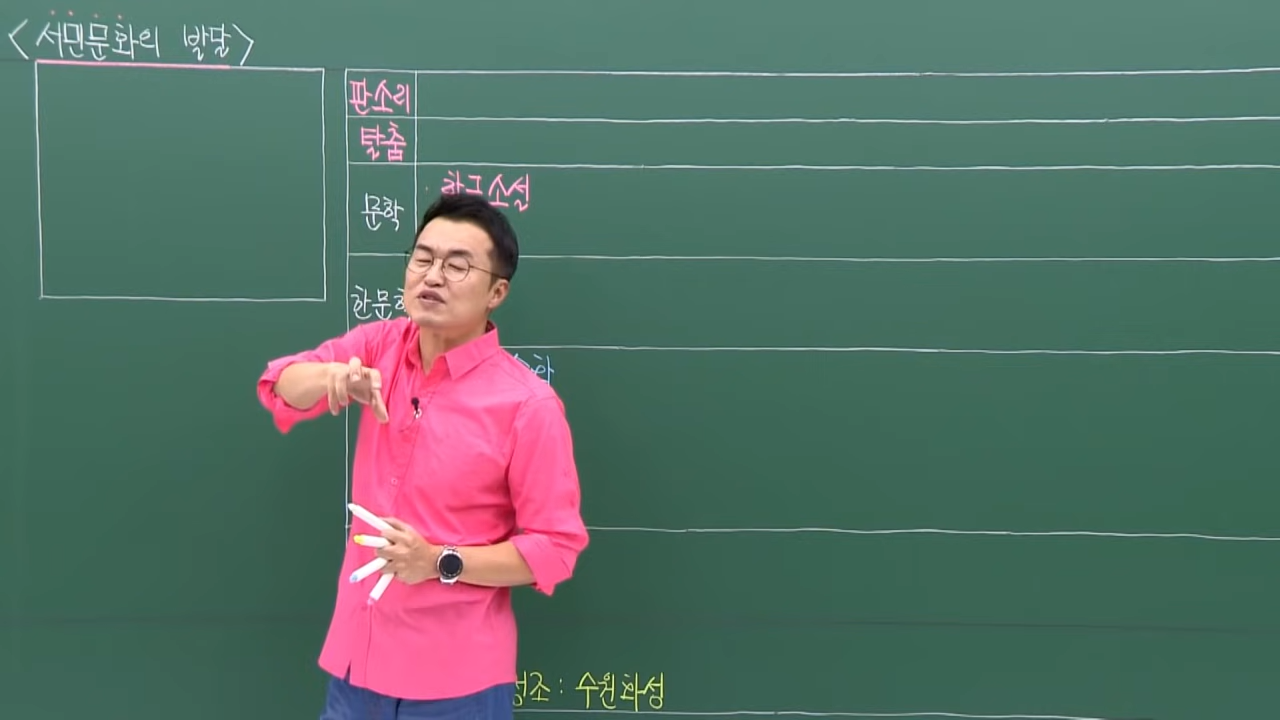 <서민문화의 발달>
판소리
탈춤
문학
한글소설
정조 : 수원화성